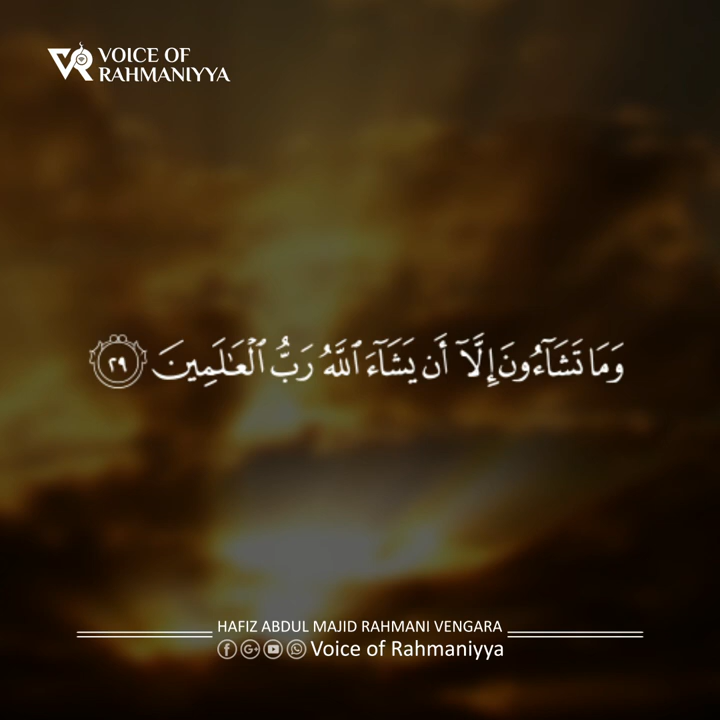 VOICE OF
RAHMANIYYA
وَمَا تَشَآءُونَ إِلَّآ أَن يَشَآءَ ٱللَّهُ رَبُّ ٱلْعَـٰلَمِينَ ٢٩
HAFIZ ABDUL MAJID RAHMANI VENGARA
Voice of Rahmaniyya